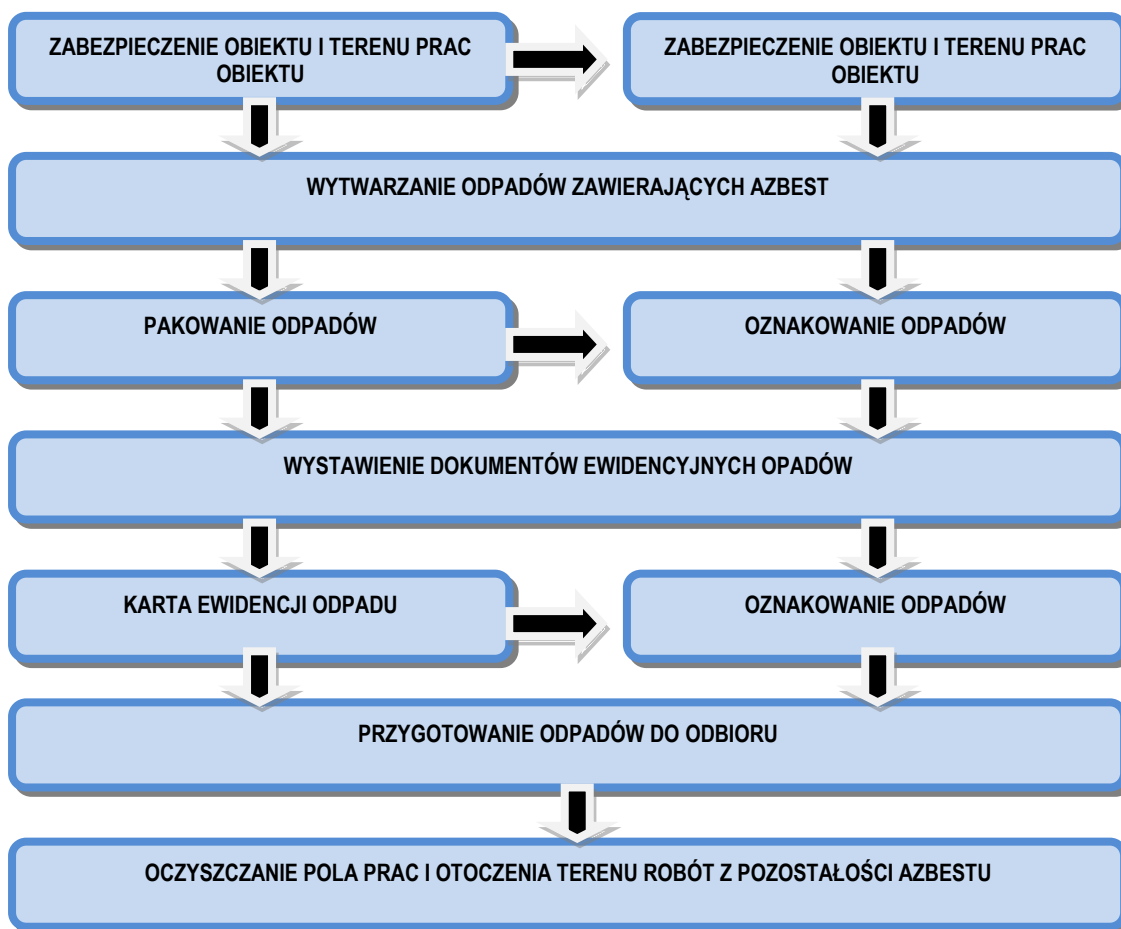 ZABEZPIECZENIE OBIEKTU I TERENU PRAC
OBIEKTU
ZABEZPIECZENIE OBIEKTU I TERENU PRAC
OBIEKTU
WYTWARZANIE ODPADÓW ZAWIERAJĄCYCH AZBEST
PAKOWANIE ODPADÓW
OZNAKOWANIE ODPADÓW
WYSTAWIENIE DOKUMENTÓW EWIDENCYJNYCH OPADÓW
KARTA EWIDENCJI ODPADU
OZNAKOWANIE ODPADÓW
PRZYGOTOWANIE ODPADÓW DO ODBIORU
OCZYSZCZANIE POLA PRAC I OTOCZENIA TERENU ROBÓT Z POZOSTAŁOŚCI AZBESTU